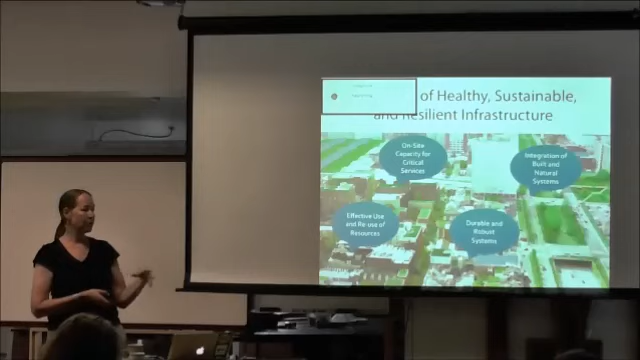 of Healthy, Sustainable,
and Resilient Infrastructure
On-Site
Capacity for
Critical
Services
Integration of
Built and
Natural
Systems
Effective Use
and Re-use of
Resources
Durable and
Robust
Systems